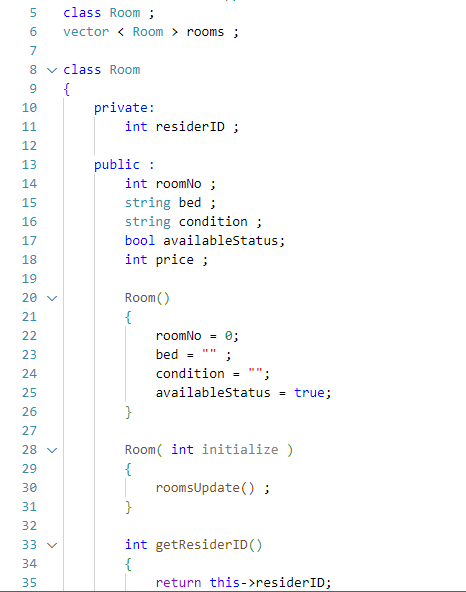 5 class Room ;
6 vector < Room > rooms ;
7
8 class Room
9 {
10 private:
11 int residerID ;
12
13 public :
14 int roomNo ;
15 string bed ;
16 string condition ;
17 bool availableStatus;
18 int price ;
19
20 Room()
21 {
22 roomNo = 0;
23 bed = "" ;
24 condition = "";
25 availableStatus = true;
26 }
27
28 Room( int initialize )
29 {
30 roomsUpdate() ;
31 }
32
33 int getResiderID()
34 {
35 return this->residerID;